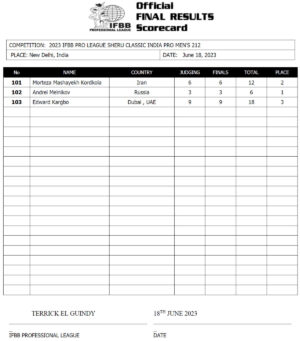 Official
FINAL RESULTS
IFBB
PROFESSIONAL LEAGUE
Scorecard
COMPETITION: 2023 IFBB PRO LEAGUE SHERU CLASSIC INDIA PRO MEN'S 212
PLACE: New Delhi, India DATE: June 18, 2023
No NAME COUNTRY JUDGING FINALS TOTAL PLACE
101 Morteza Mashayekh Kordkola Iran 6 6 12 2
102 Andrei Melnikov Russia 3 3 6 1
103 Edward Kargbo Dubai , UAE 9 9 18 3
TERRICK EL GUINDY 18TH JUNE 2023
IFBB PROFESSIONAL LEAGUE DATE